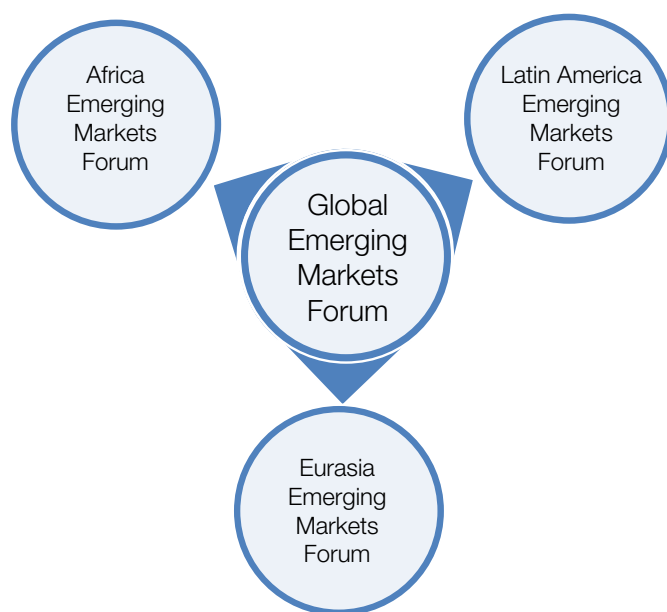 Africa
Emerging
Markets
Forum
Latin America
Emerging
Markets
Forum
Global
Emerging
Markets
Forum
Eurasia
Emerging
Markets
Forum